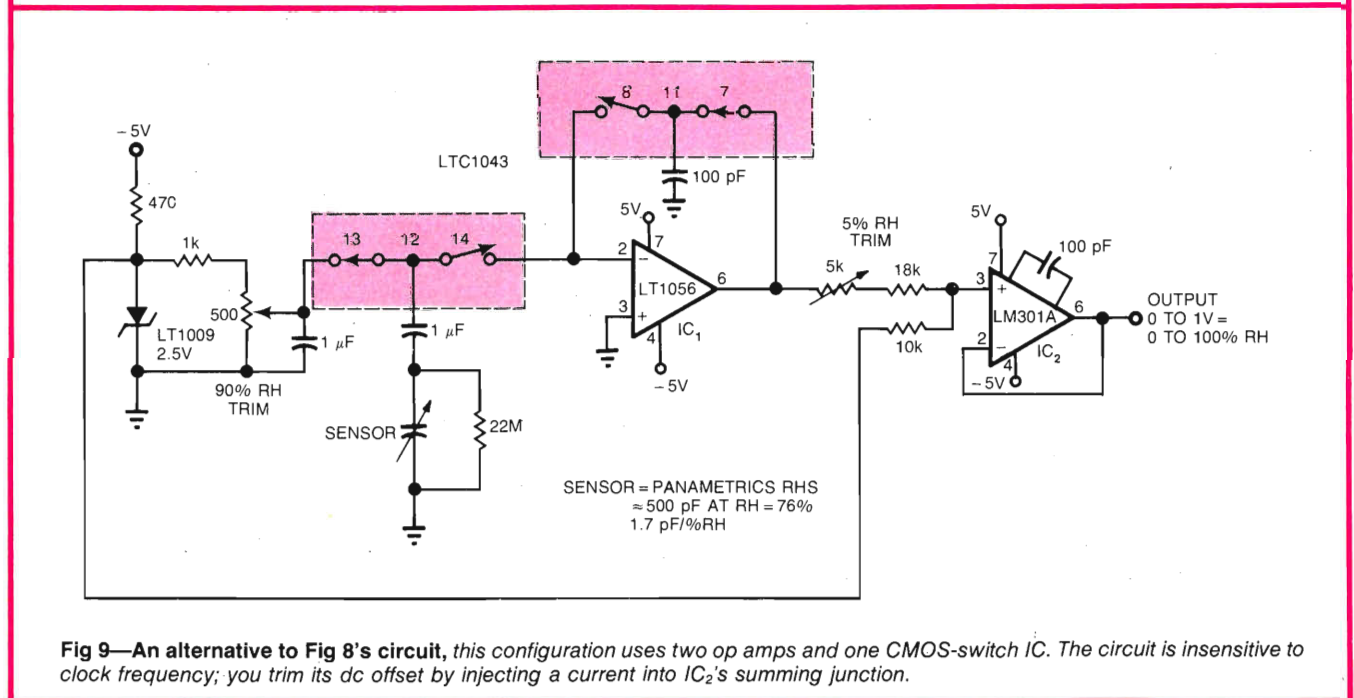 -5V
47C
1k
500
LT1009
2.5V
1 µF
90% RH
TRIM
LTC1043
13 12 14
1 µF
SENSOR
22M
8 11 7
100 pF
5V
7
2
−
LT1056
6
3
+
4
IC1
-5V
5% RH
TRIM
5k
18k
10k
5V
7
100 pF
3
+
LM301A
6
2
−
4
IC2
-5V
OUTPUT
0 TO 1V =
0 TO 100% RH
SENSOR = PANAMETRICS RHS
≈ 500 pF AT RH = 76%
1.7 pF/%RH
Fig 9—An alternative to Fig 8's circuit, this configuration uses two op amps and one CMOS-switch IC. The circuit is insensitive to
clock frequency; you trim its dc offset by injecting a current into IC2's summing junction.